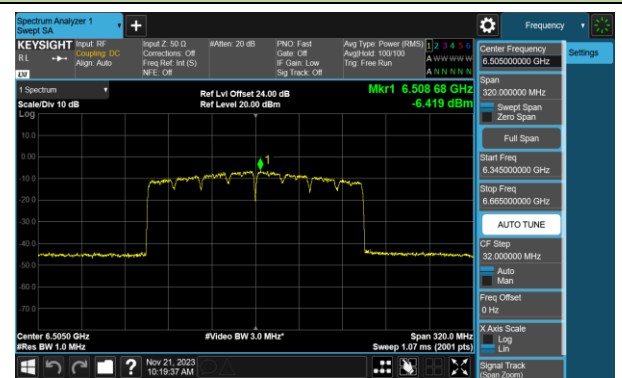 Spectrum Analyzer 1
Swept SA
Frequency
KEYSIGHT
RL
LXI
Input: RF
Coupling: DC
Align: Auto
Input Z: 50 Ω
Corrections: Off
Freq Ref: Int (S)
NFE: Off
#Atten: 20 dB
PNO: Fast
Gate: Off
IF Gain: Low
Sig Track: Off
Avg Type: Power (RMS)
Avg|Hold: 100/100
Trig: Free Run
1 2 3 4 5 6
A W W W W W
A N N N N N
1 Spectrum
Scale/Div 10 dB
Log
Ref Lvl Offset 24.00 dB
Ref Level 20.00 dBm
Mkr1 6.508 68 GHz
-6.419 dBm
10.0
0.00
-10.0
-20.0
-30.0
-40.0
-50.0
-60.0
-70.0
1
Center 6.5050 GHz
#Res BW 1.0 MHz
#Video BW 3.0 MHz*
Span 320.0 MHz
Sweep 1.07 ms (2001 pts)
Nov 21, 2023
10:19:37 AM
?
Center Frequency
6.505000000 GHz
Settings
Span
320.000000 MHz
Swept Span
Zero Span
Full Span
Start Freq
6.345000000 GHz
Stop Freq
6.665000000 GHz
AUTO TUNE
CF Step
32.000000 MHz
Auto
Man
Freq Offset
0 Hz
X Axis Scale
Log
Lin
Signal Track
(Span Zoom)